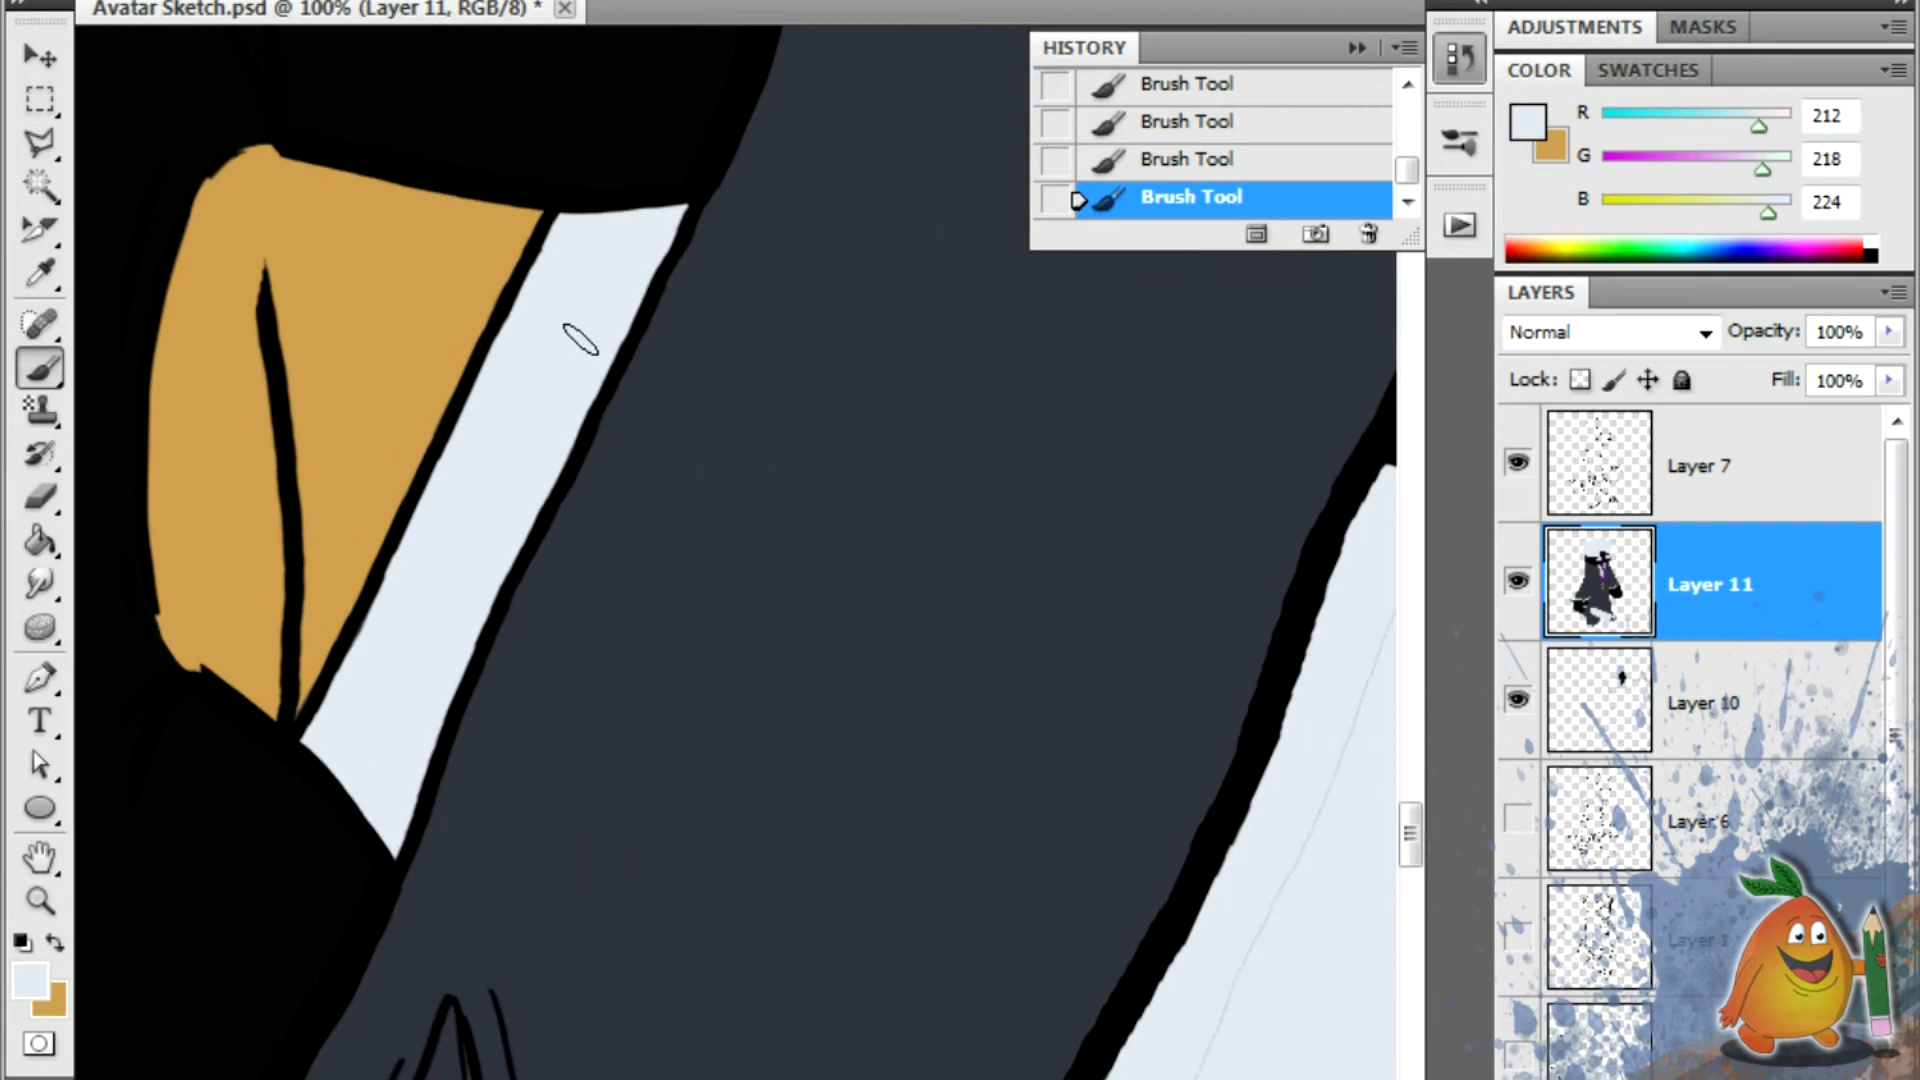 Avatar Sketch.psd @ 100% (Layer 11, RGB/8) *
HISTORY
Brush Tool
Brush Tool
Brush Tool
Brush Tool
ADJUSTMENTS MASKS
COLOR SWATCHES
R 212
G 218
B 224
LAYERS
Normal Opacity: 100%
Lock: Fill: 100%
Layer 7
Layer 11
Layer 10
Layer 6
Layer 1
T